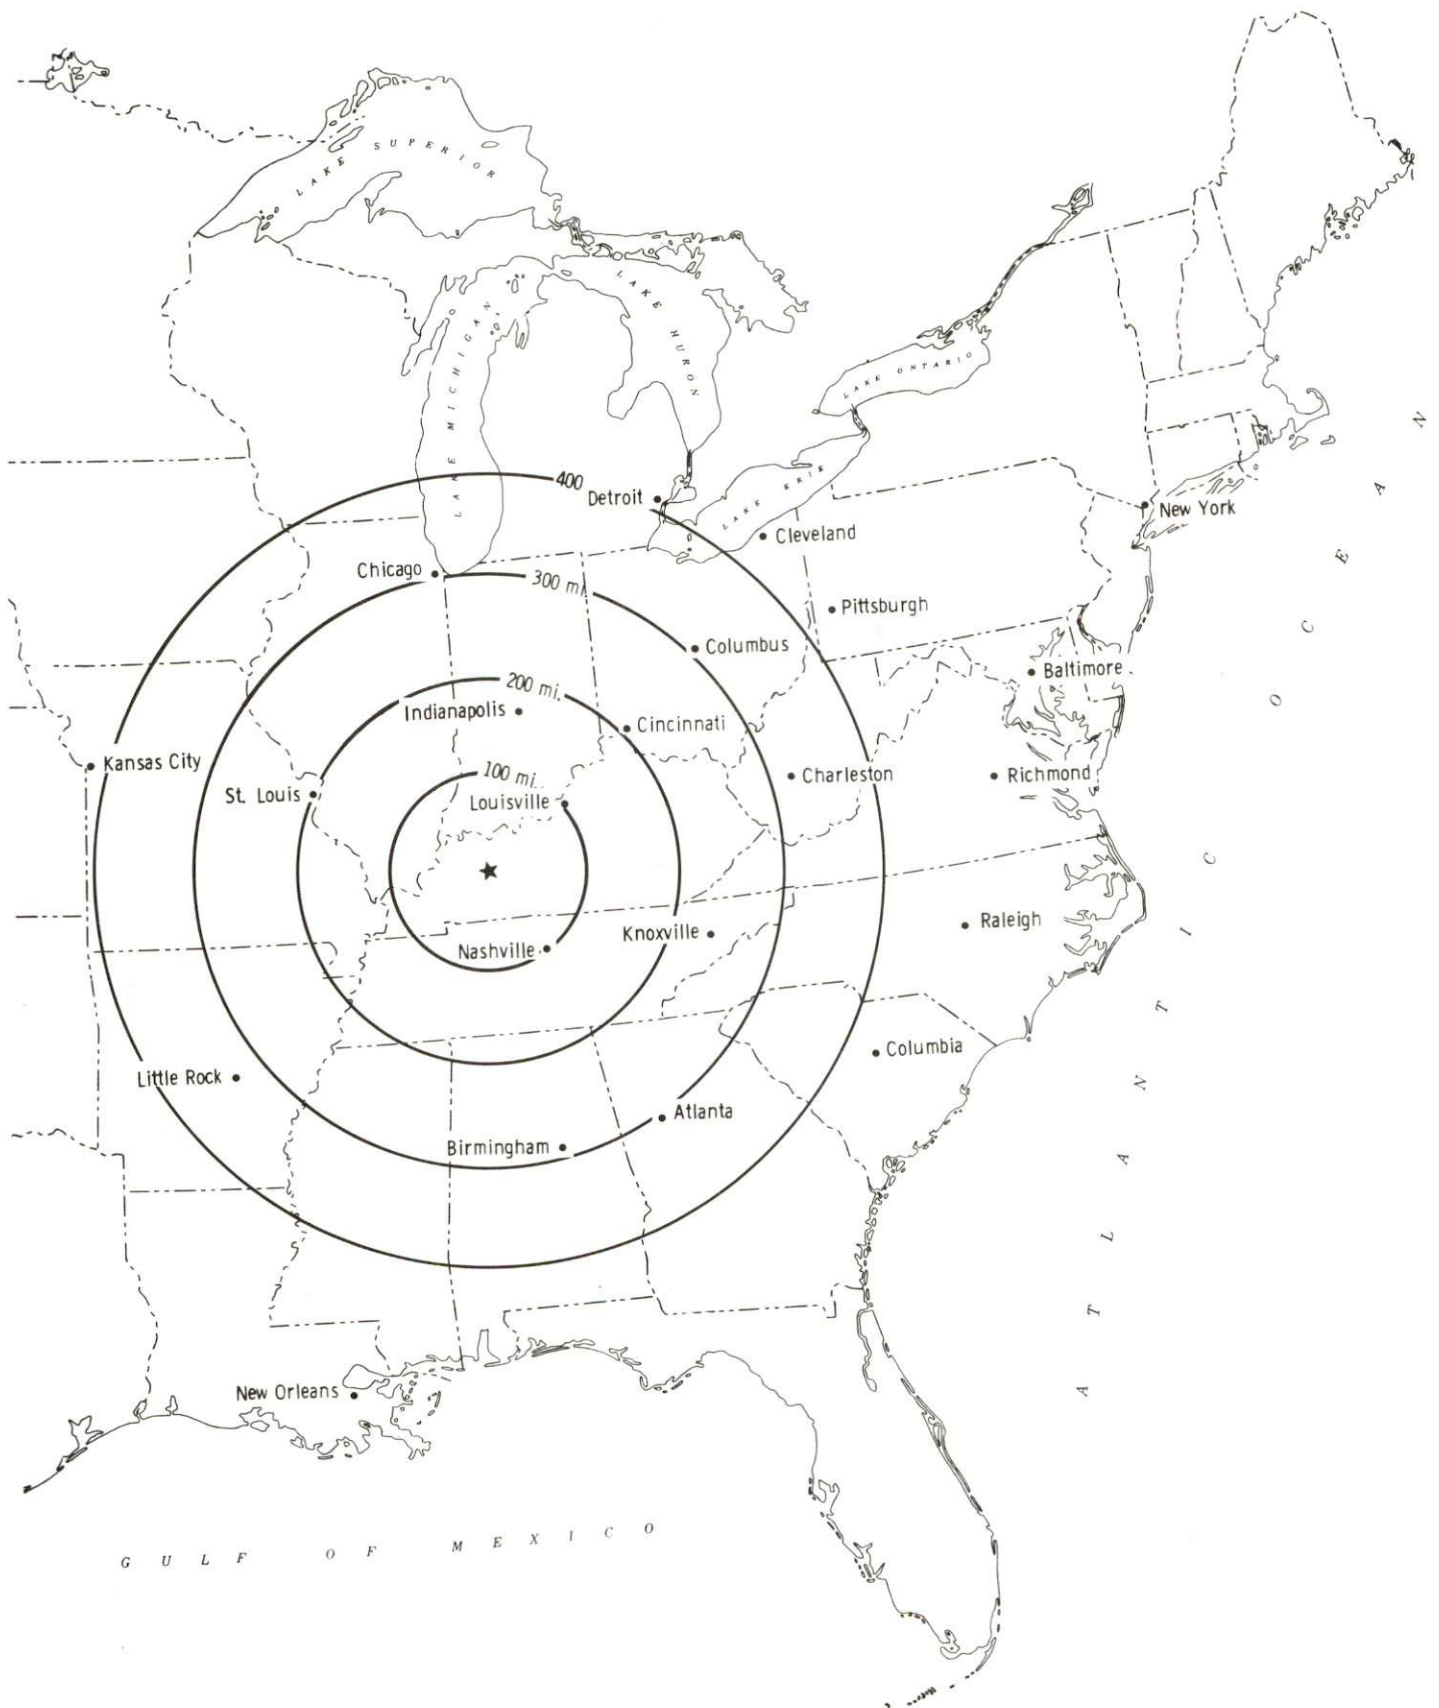 LAKE SUPERIOR
LAKE MICHIGAN
LAKE HURON
LAKE ONTARIO
LAKE ERIE
400
Detroit
New York
Cleveland
Chicago
300 mi.
Pittsburgh
Columbus
Baltimore
200 mi.
Indianapolis
Cincinnati
Kansas City
100 mi.
Charleston
Richmond
St. Louis
Louisville
Raleigh
Knoxville
Nashville
Columbia
Little Rock
Atlanta
Birmingham
New Orleans
ATLANTIC OCEAN
GULF OF MEXICO